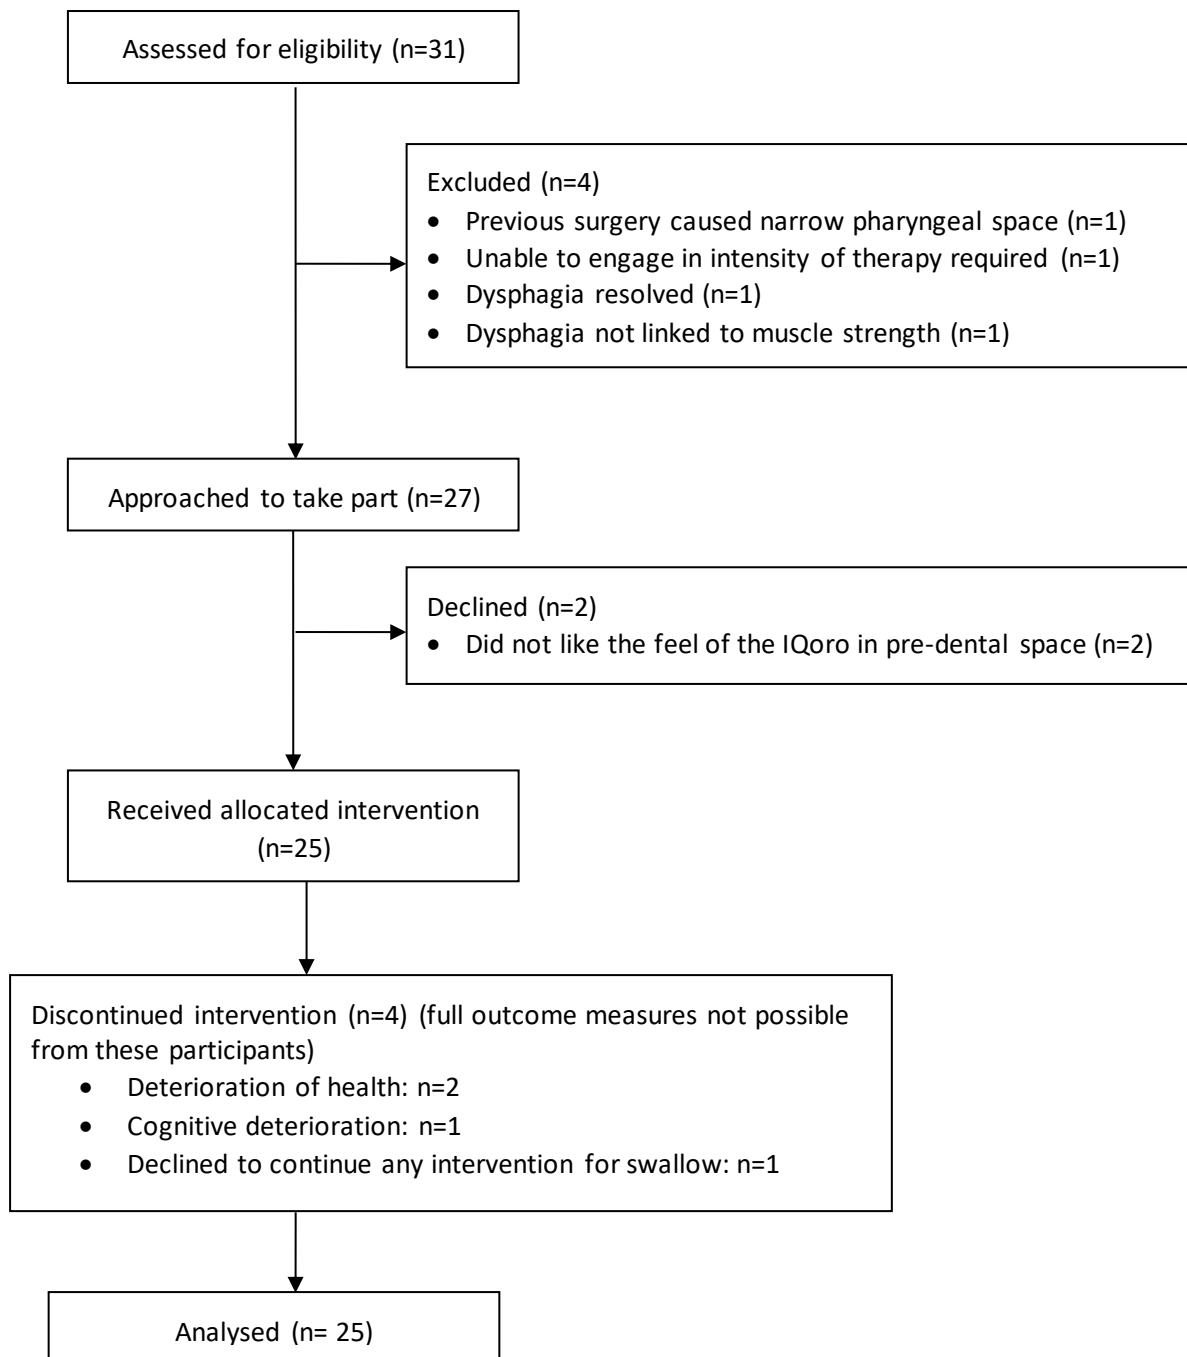 Assessed for eligibility (n=31)
Excluded (n=4)
• Previous surgery caused narrow pharyngeal space (n=1)
• Unable to engage in intensity of therapy required (n=1)
• Dysphagia resolved (n=1)
• Dysphagia not linked to muscle strength (n=1)
Approached to take part (n=27)
Declined (n=2)
• Did not like the feel of the IQoro in pre-dental space (n=2)
Received allocated intervention
(n=25)
Discontinued intervention (n=4) (full outcome measures not possible
from these participants)
• Deterioration of health: n=2
• Cognitive deterioration: n=1
• Declined to continue any intervention for swallow: n=1
Analysed (n= 25)